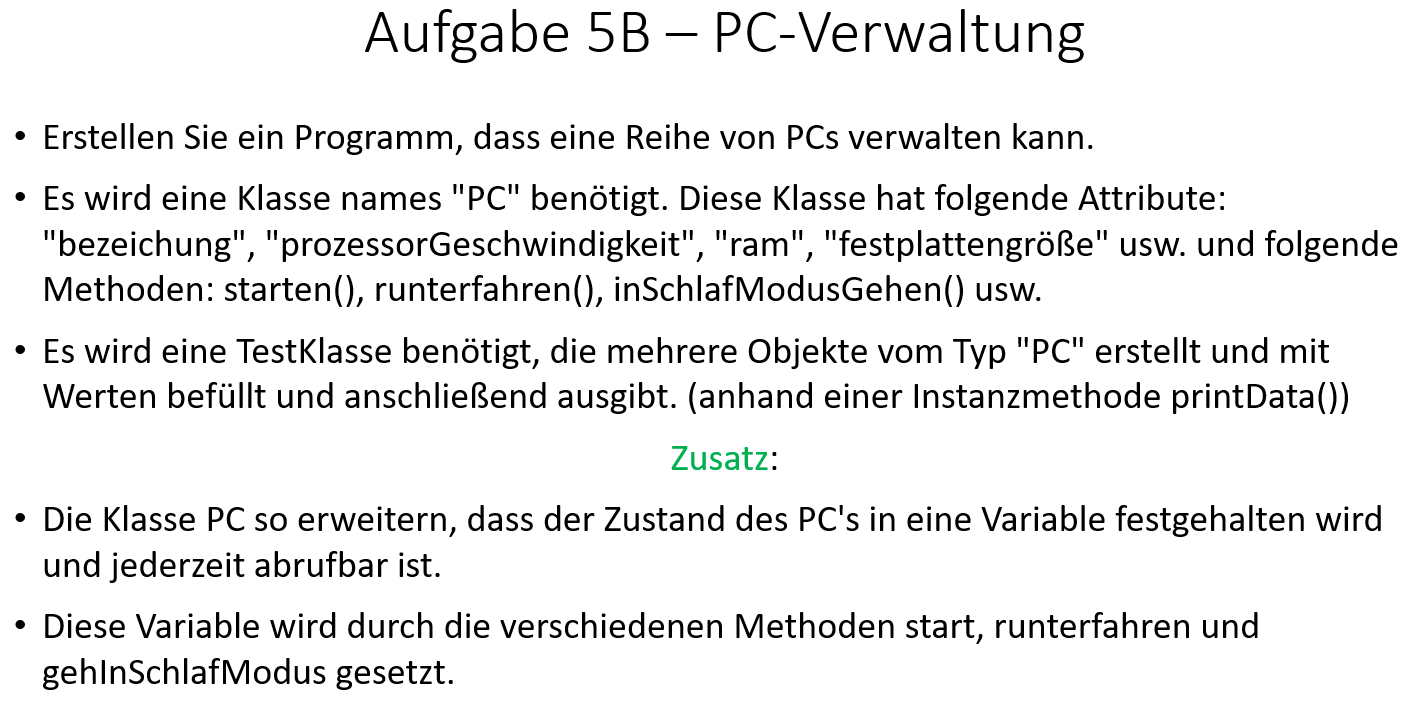 Aufgabe 5B – PC-Verwaltung
• Erstellen Sie ein Programm, dass eine Reihe von PCs verwalten kann.
• Es wird eine Klasse names "PC" benötigt. Diese Klasse hat folgende Attribute:
"bezeichung", "prozessorGeschwindigkeit", "ram", "festplattengröße" usw. und folgende
Methoden: starten(), runterfahren(), inSchlafModusGehen() usw.
• Es wird eine TestKlasse benötigt, die mehrere Objekte vom Typ "PC" erstellt und mit
Werten befüllt und anschließend ausgibt. (anhand einer Instanzmethode printData())
Zusatz:
• Die Klasse PC so erweitern, dass der Zustand des PC's in eine Variable festgehalten wird
und jederzeit abrufbar ist.
• Diese Variable wird durch die verschiedenen Methoden start, runterfahren und
gehInSchlafModus gesetzt.